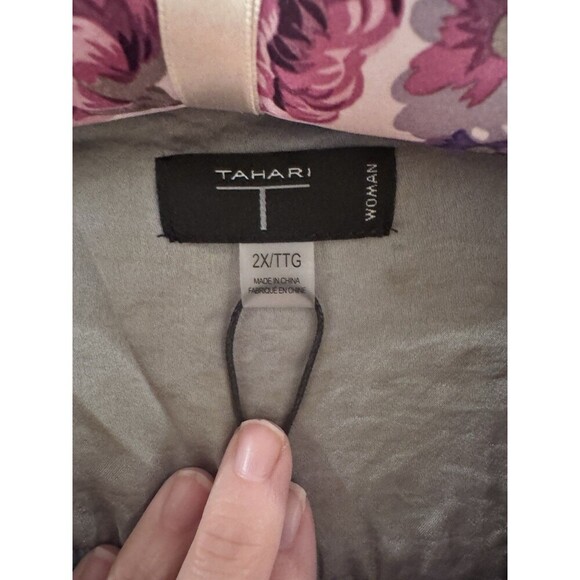 TAHARI
T
WOMAN
2X/TTG
MADE IN CHINA
FABRIQUÉ EN CHINE